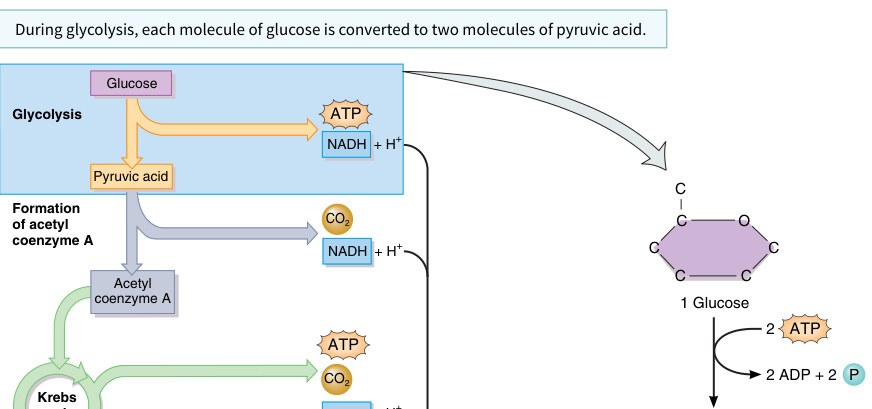 During glycolysis, each molecule of glucose is converted to two molecules of pyruvic acid.
Glucose
Glycolysis
ATP
NADH + H+
Pyruvic acid
Formation
of acetyl
coenzyme A
CO2
NADH + H+
Acetyl
coenzyme A
ATP
CO2
Krebs
C
C
O
C
C
C
C
1 Glucose
2 ATP
2 ADP + 2 P